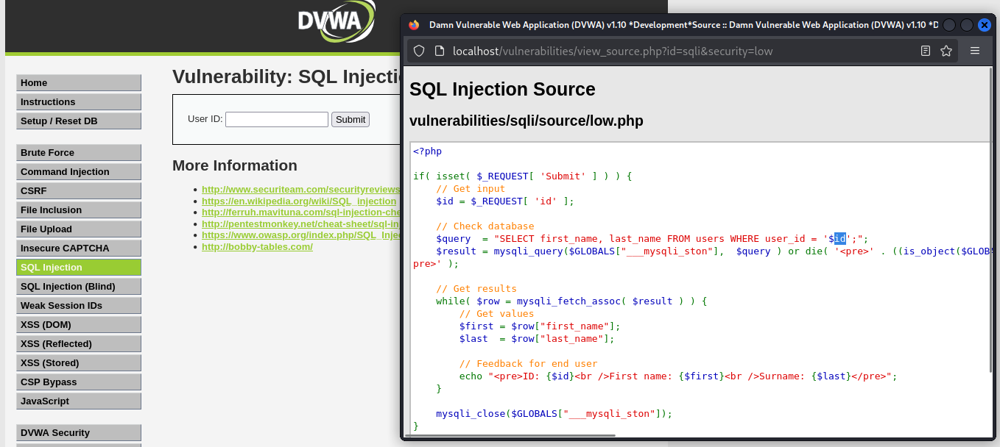 DVWA
Home
Instructions
Setup / Reset DB
Brute Force
Command Injection
CSRF
File Inclusion
File Upload
Insecure CAPTCHA
SQL Injection
SQL Injection (Blind)
Weak Session IDs
XSS (DOM)
XSS (Reflected)
XSS (Stored)
CSP Bypass
JavaScript
DVWA Security
Vulnerability: SQL Injectio
User ID:
Submit
More Information
http://www.securiteam.com/securityreviews
https://en.wikipedia.org/wiki/SQL_injection
http://ferruh.mavituna.com/sql-injection-che
http://pentestmonkey.net/cheat-sheet/sql-in
https://www.owasp.org/index.php/SQL_Injec
http://bobby-tables.com/
Damn Vulnerable Web Application (DVWA) v1.10 *Development*Source :: Damn Vulnerable Web Application (DVWA) v1.10 *D
localhost/vulnerabilities/view_source.php?id=sqli&security=low
SQL Injection Source
vulnerabilities/sqli/source/low.php
<?php
if( isset( $_REQUEST[ 'Submit' ] ) ) {
    // Get input
    $id = $_REQUEST[ 'id' ];
    // Check database
    $query  = "SELECT first_name, last_name FROM users WHERE user_id = '$id';";
    $result = mysqli_query($GLOBALS["___mysqli_ston"],  $query ) or die( '<pre>' . ((is_object($GLOBA
pre>' );
    // Get results
    while( $row = mysqli_fetch_assoc( $result ) ) {
        // Get values
        $first = $row["first_name"];
        $last  = $row["last_name"];
        // Feedback for end user
        echo "<pre>ID: {$id}<br />First name: {$first}<br />Surname: {$last}</pre>";
    }
    mysqli_close($GLOBALS["___mysqli_ston"]);
}